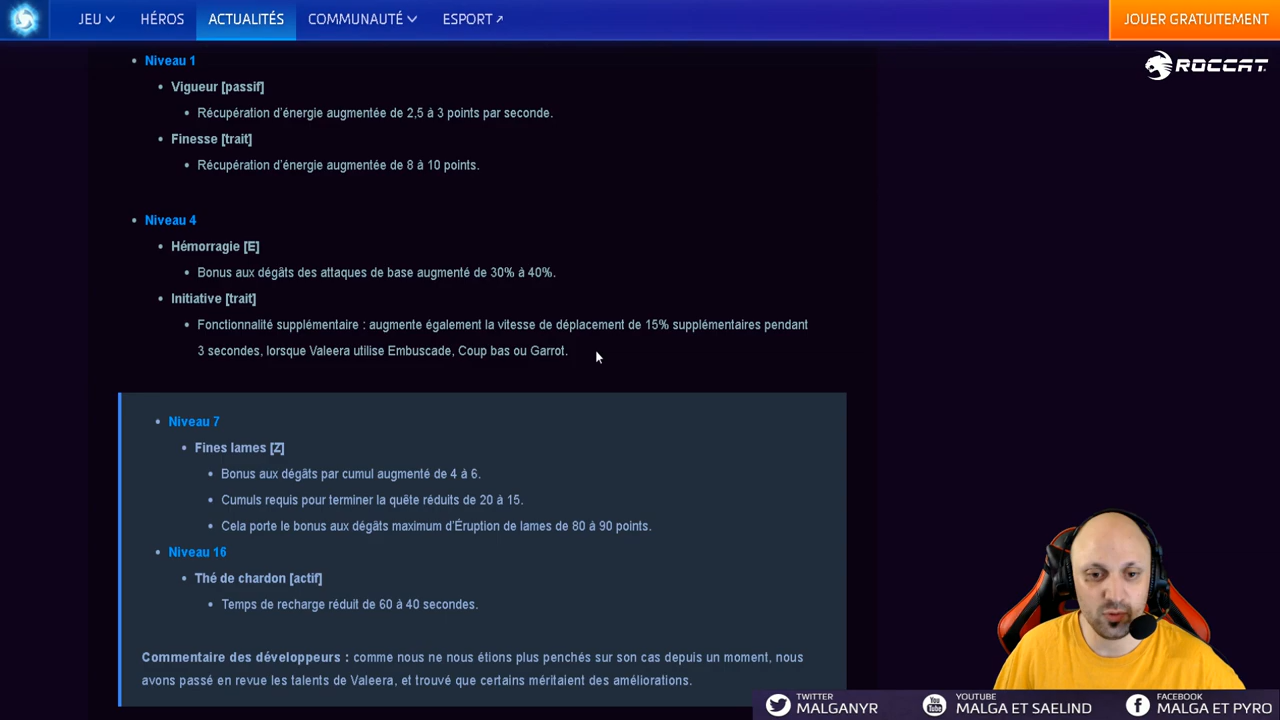 JEU HÉROS ACTUALITÉS COMMUNAUTÉ ESPORT JOUER GRATUITEMENT
ROCCAT
Niveau 1
Vigueur [passif]
Récupération d'énergie augmentée de 2,5 à 3 points par seconde.
Finesse [trait]
Récupération d'énergie augmentée de 8 à 10 points.
Niveau 4
Hémorragie [E]
Bonus aux dégâts des attaques de base augmenté de 30% à 40%.
Initiative [trait]
Fonctionnalité supplémentaire : augmente également la vitesse de déplacement de 15% supplémentaires pendant
3 secondes, lorsque Valeera utilise Embuscade, Coup bas ou Garrot.
Niveau 7
Fines lames [Z]
Bonus aux dégâts par cumul augmenté de 4 à 6.
Cumuls requis pour terminer la quête réduits de 20 à 15.
Cela porte le bonus aux dégâts maximum d'Éruption de lames de 80 à 90 points.
Niveau 16
Thé de chardon [actif]
Temps de recharge réduit de 60 à 40 secondes.
Commentaire des développeurs : comme nous ne nous étions plus penchés sur son cas depuis un moment, nous
avons passé en revue les talents de Valeera, et trouvé que certains méritaient des améliorations.
TWITTER
MALGANYR
YOUTUBE
MALGA ET SAELIND
FACEBOOK
MALGA ET PYRO